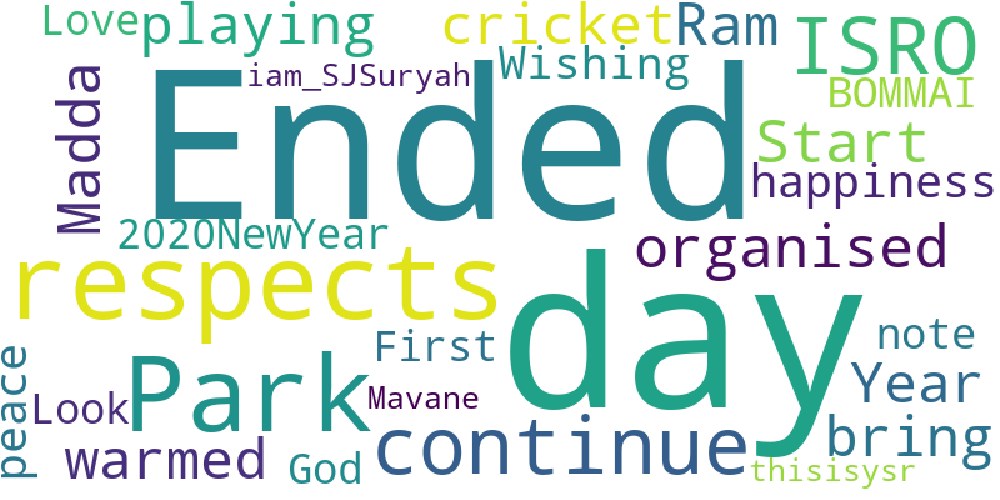 Love playing cricket Ram ISRO
iam_SJSuryah Wishing BOMMAI
Madda Ended Start
happiness
2020NewYear organised
respects day
First note
peace Park Year
Look Mavane
warmed God continue bring
thisisysr